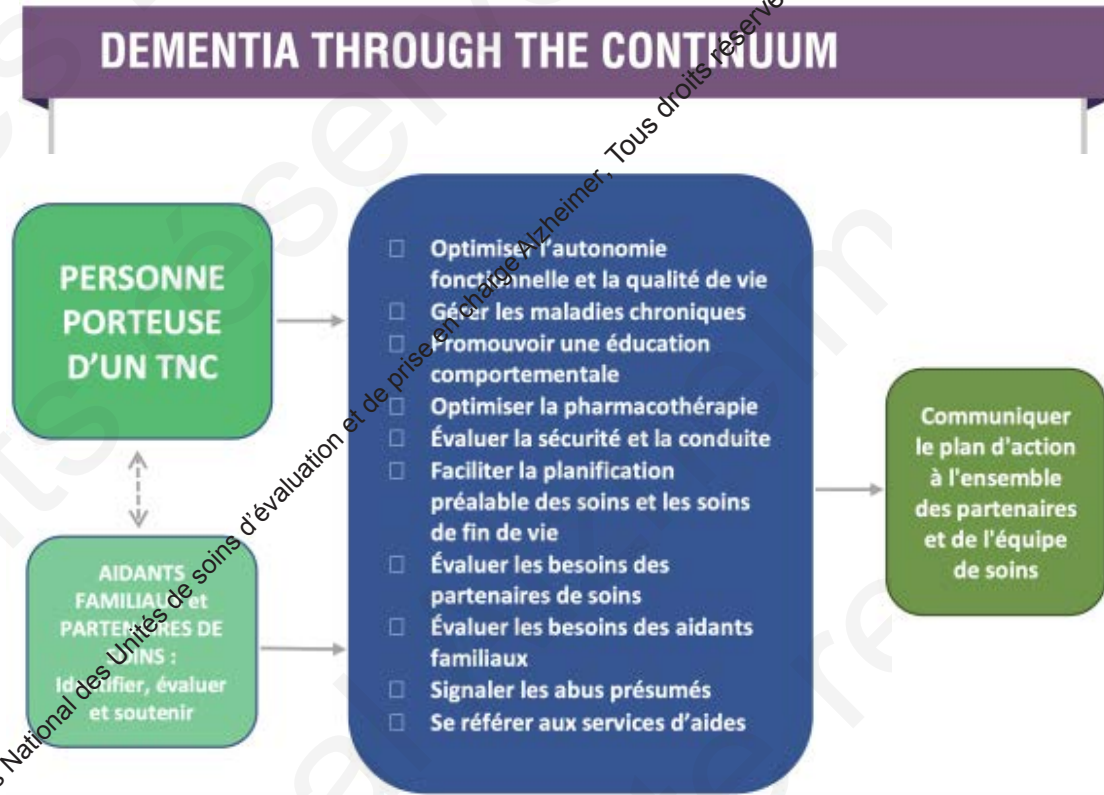 DEMENTIA THROUGH THE CONTINUUM
PERSONNE
PORTEUSE
D'UN TNC
AIDANTS
FAMILIAUX et
PARTENAIRES DE
SOINS :
Identifier, évaluer
et soutenir
□ Optimiser l'autonomie
fonctionnelle et la qualité de vie
□ Gérer les maladies chroniques
□ Promouvoir une éducation
comportementale
□ Optimiser la pharmacothérapie
□ Évaluer la sécurité et la conduite
□ Faciliter la planification
préalable des soins et les soins
de fin de vie
□ Évaluer les besoins des
partenaires de soins
□ Évaluer les besoins des aidants
familiaux
□ Signaler les abus présumés
□ Se référer aux services d'aides
Communiquer
le plan d'action
à l'ensemble
des partenaires
et de l'équipe
de soins
National des Unités de soins d'évaluation et de prise en charge Alzheimer, Tous droits réservé